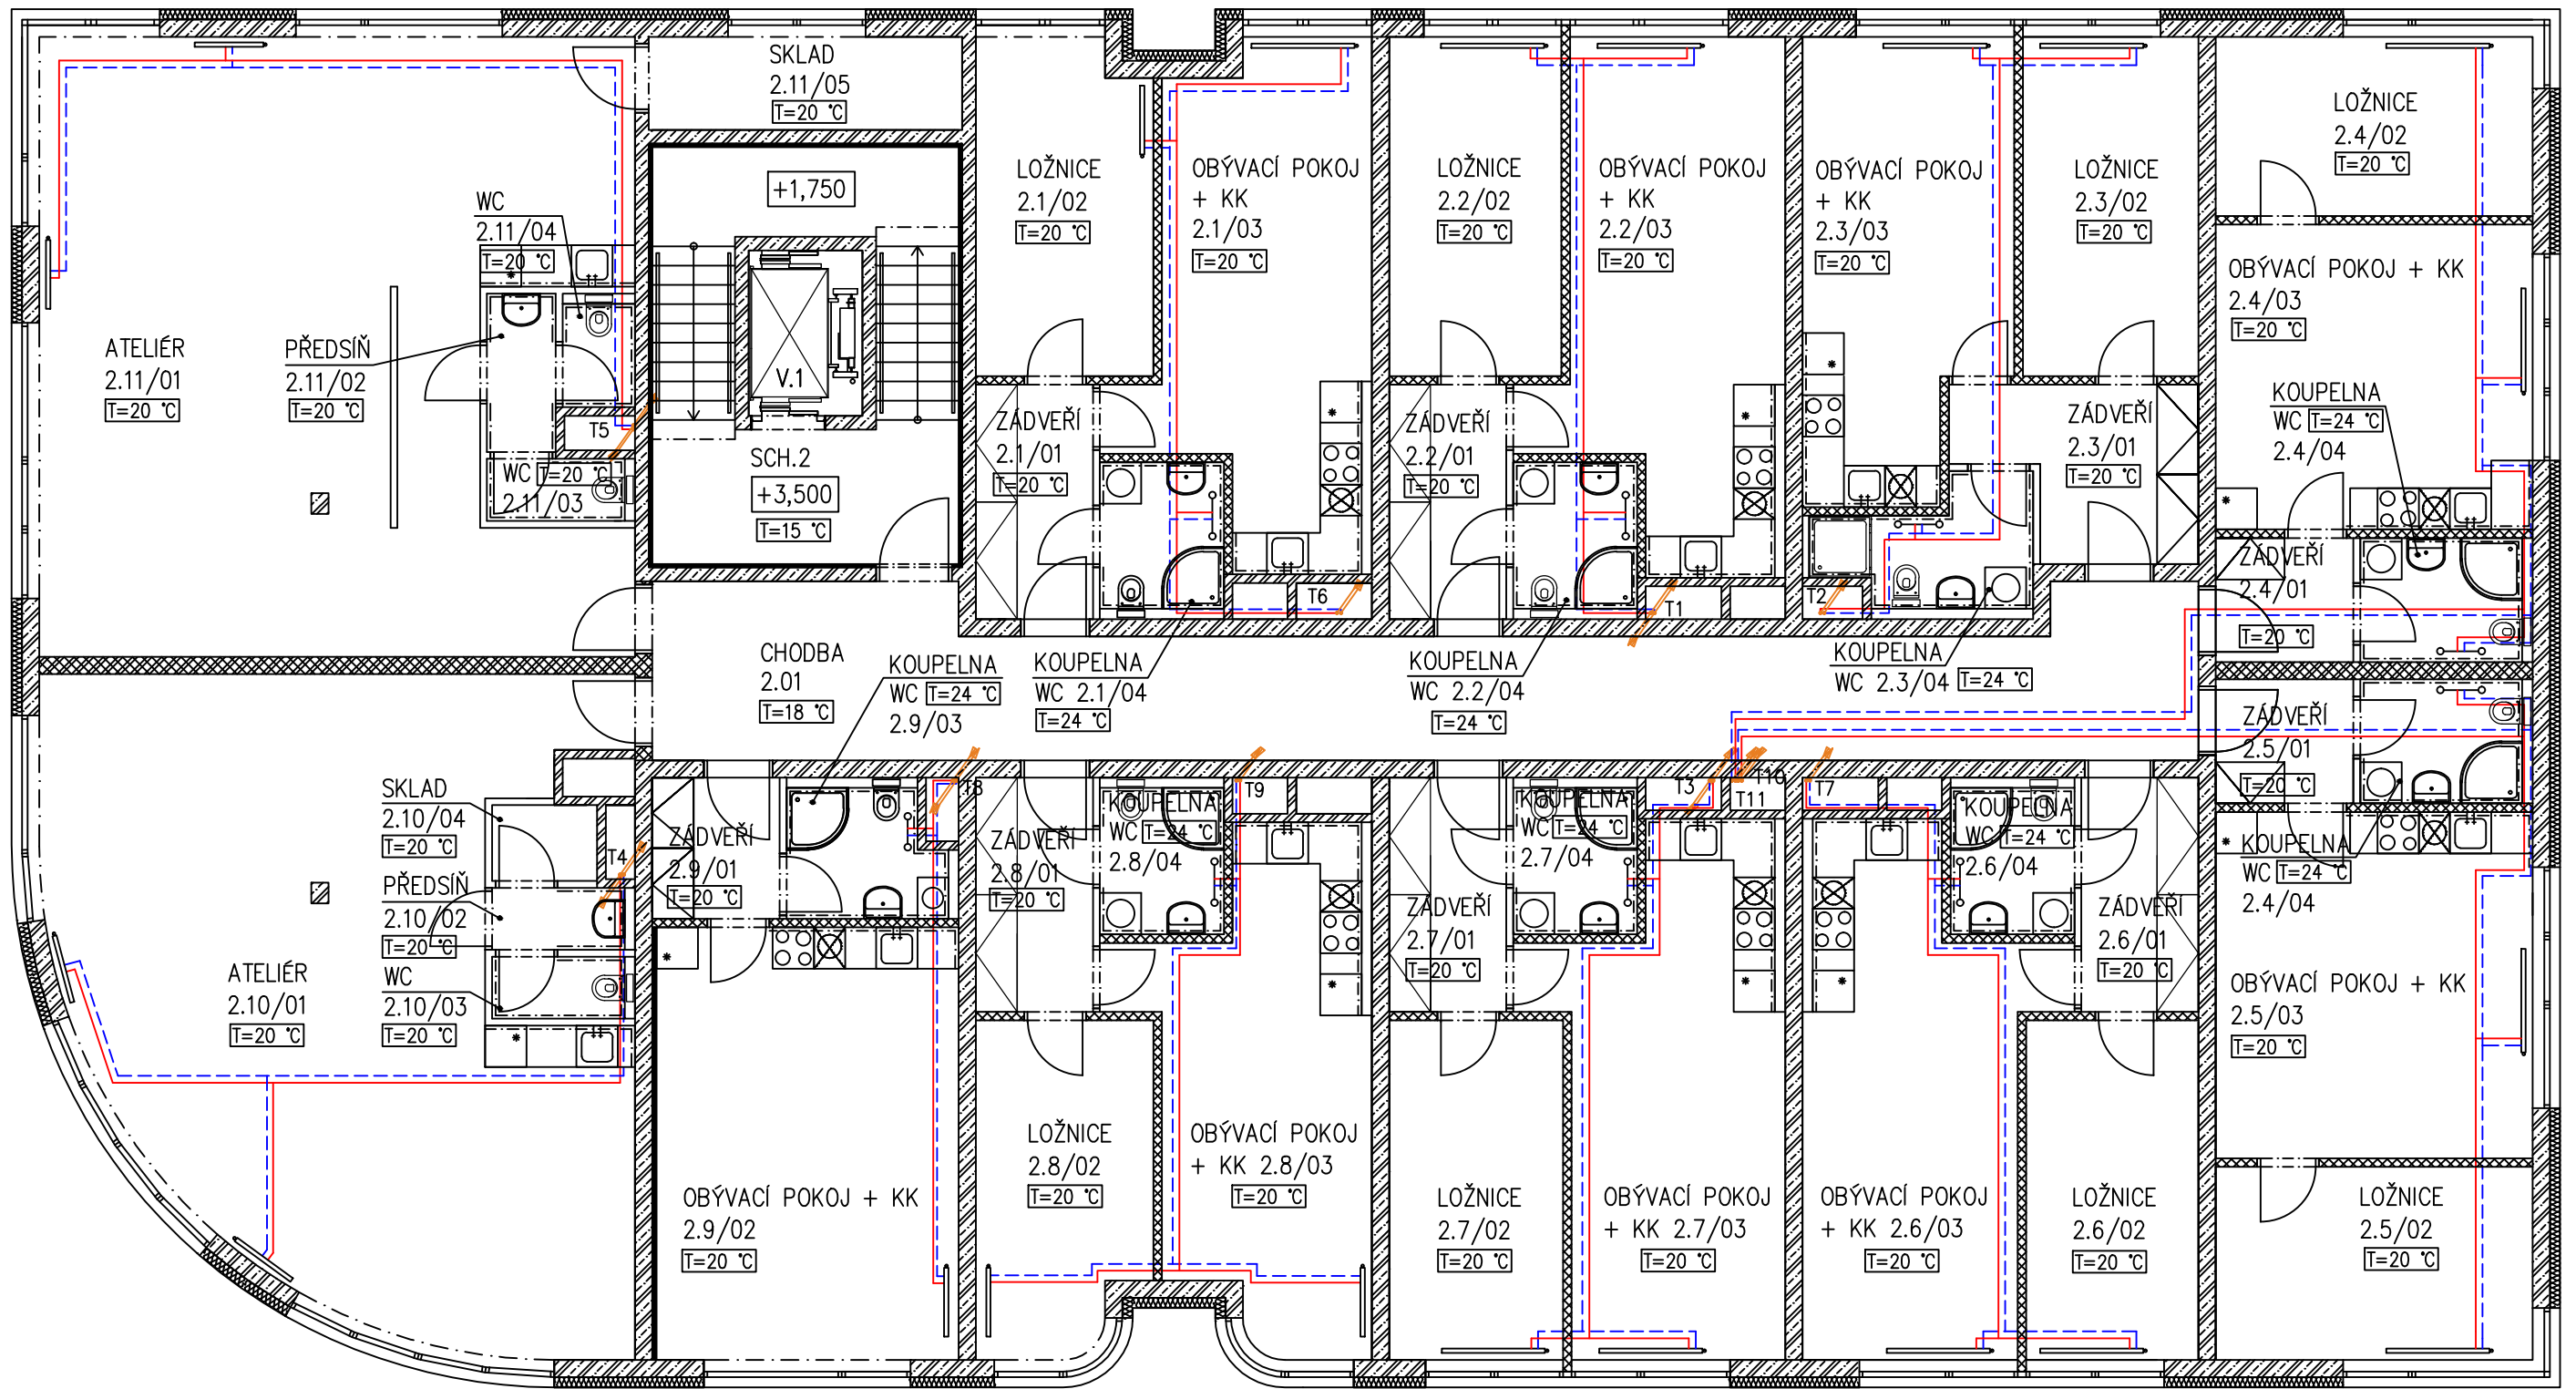 SKLAD
2.11/05
T=20 °C
+1,750
WC
2.11/04
T=20 °C
ATELIÉR
2.11/01
T=20 °C
PŘEDSÍŇ
2.11/02
T=20 °C
WC T=20 °C
2.11/03
T5
V.1
SCH.2
+3,500
T=15 °C
LOŽNICE
2.1/02
T=20 °C
OBÝVACÍ POKOJ
+ KK
2.1/03
T=20 °C
ZÁDVEŘÍ
2.1/01
T=20 °C
T6
LOŽNICE
2.2/02
T=20 °C
OBÝVACÍ POKOJ
+ KK
2.2/03
T=20 °C
ZÁDVEŘÍ
2.2/01
T=20 °C
T1
OBÝVACÍ POKOJ
+ KK
2.3/03
T=20 °C
LOŽNICE
2.3/02
T=20 °C
ZÁDVEŘÍ
2.3/01
T=20 °C
T2
LOŽNICE
2.4/02
T=20 °C
OBÝVACÍ POKOJ + KK
2.4/03
T=20 °C
KOUPELNA
WC T=24 °C
2.4/04
ZÁDVEŘÍ
2.4/01
T=20 °C
CHODBA
2.01
T=18 °C
KOUPELNA
WC T=24 °C
2.9/03
KOUPELNA
WC 2.1/04
T=24 °C
KOUPELNA
WC 2.2/04
T=24 °C
KOUPELNA
WC 2.3/04 T=24 °C
ZÁDVEŘÍ
2.5/01
T=20 °C
SKLAD
2.10/04
T=20 °C
PŘEDSÍŇ
2.10/02
T=20 °C
WC
2.10/03
T=20 °C
T4
ATELIÉR
2.10/01
T=20 °C
T8
ZÁDVEŘÍ
2.9/01
T=20 °C
OBÝVACÍ POKOJ + KK
2.9/02
T=20 °C
ZÁDVEŘÍ
2.8/01
T=20 °C
KOUPELNA
WC T=24 °C
2.8/04
T9
LOŽNICE
2.8/02
T=20 °C
OBÝVACÍ POKOJ
+ KK 2.8/03
T=20 °C
KOUPELNA
WC T=24 °C
2.7/04
T3
T10
T11
T7
ZÁDVEŘÍ
2.7/01
T=20 °C
LOŽNICE
2.7/02
T=20 °C
OBÝVACÍ POKOJ
+ KK 2.7/03
T=20 °C
KOUPELNA
WC T=24 °C
2.6/04
ZÁDVEŘÍ
2.6/01
T=20 °C
OBÝVACÍ POKOJ
+ KK 2.6/03
T=20 °C
LOŽNICE
2.6/02
T=20 °C
KOUPELNA
WC T=24 °C
2.4/04
OBÝVACÍ POKOJ + KK
2.5/03
T=20 °C
LOŽNICE
2.5/02
T=20 °C